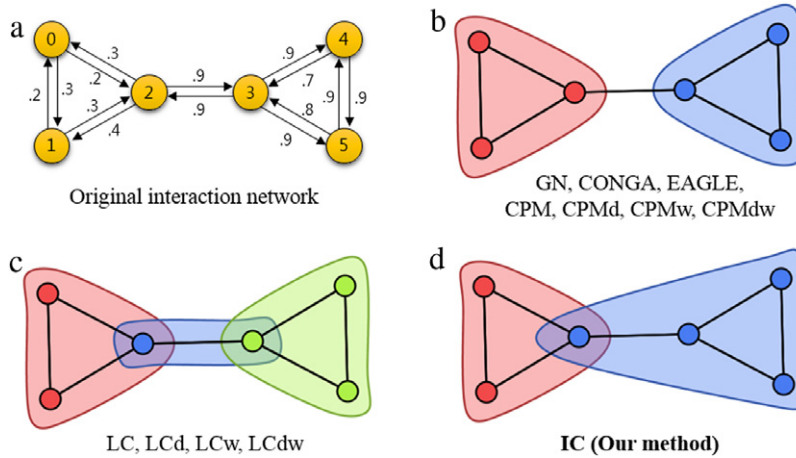 a
0
.3
4
.9
.2
.9
.7
.2
.3
2
3
.9
.9
.3
.9
.8
1
.4
.9
5
Original interaction network
b
GN, CONGA, EAGLE,
CPM, CPMd, CPMw, CPMdw
c
LC, LCd, LCw, LCdw
d
IC (Our method)